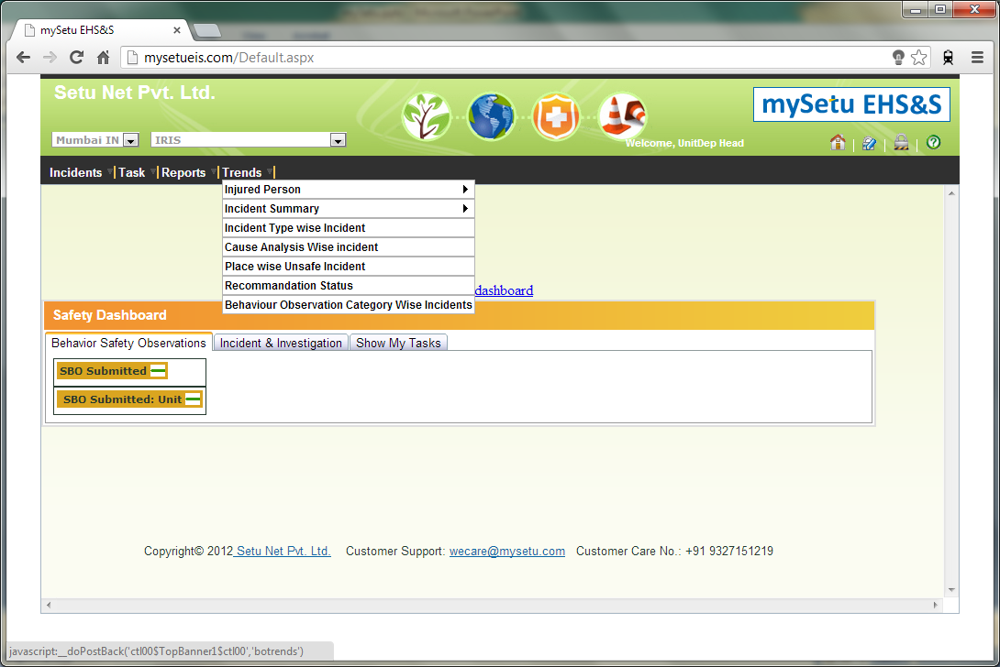 mySetu EHS&S
mysetueis.com/Default.aspx
Setu Net Pvt. Ltd.
mySetu EHS&S
Mumbai IN IRIS
Welcome, UnitDep Head
Incidents Task Reports Trends
Injured Person
Incident Summary
Incident Type wise Incident
Cause Analysis Wise incident
Place wise Unsafe Incident
Recommandation Status
dashboard
Behaviour Observation Category Wise Incidents
Safety Dashboard
Behavior Safety Observations Incident & Investigation Show My Tasks
SBO Submitted
SBO Submitted: Unit
Copyright© 2012 Setu Net Pvt. Ltd. Customer Support: wecare@mysetu.com Customer Care No.: +91 9327151219
javascript:__doPostBack('ctl00$TopBanner1$ctl00','botrends')